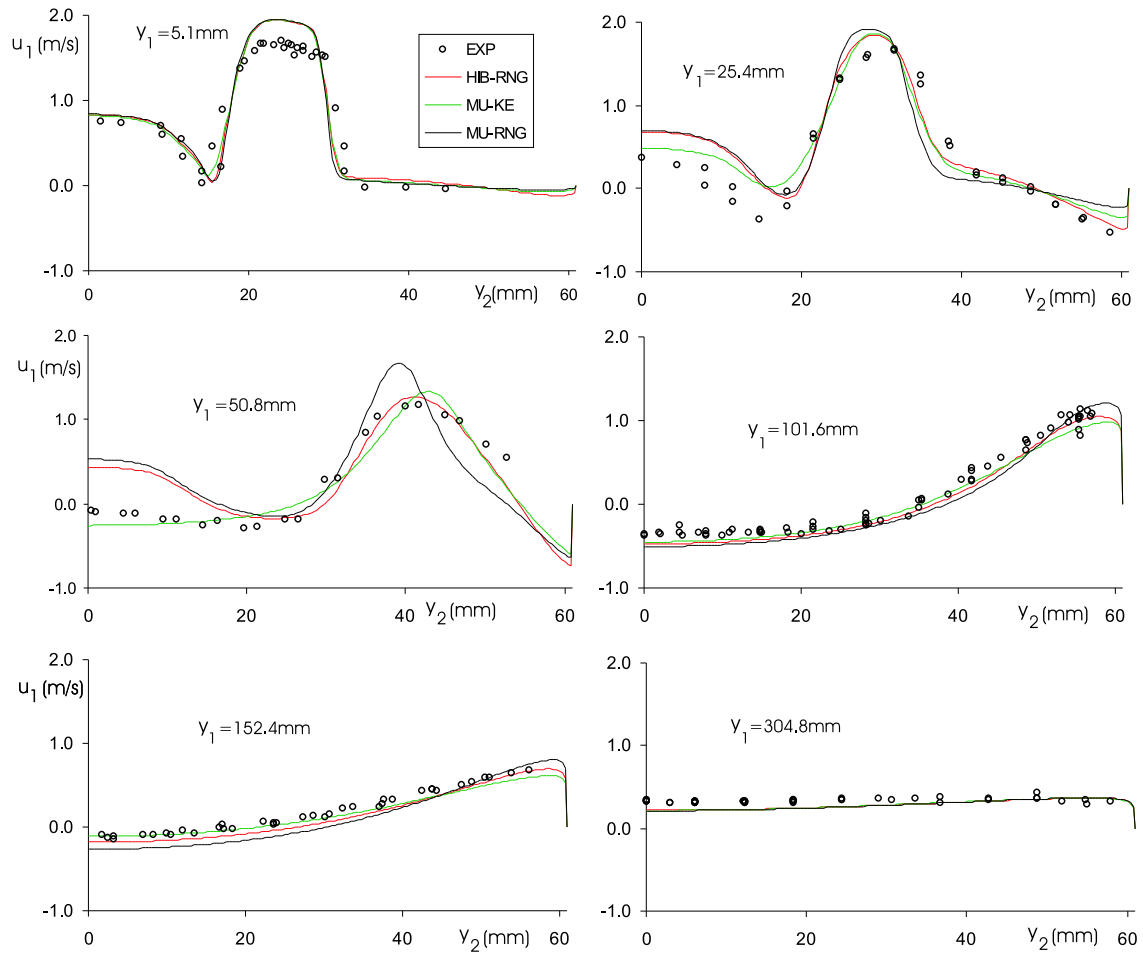 2.0
u1 (m/s)
y1 = 5.1mm
1.0
0.0
-1.0
0
20
40
60
y2 (mm)
EXP
HIB-RNG
MU-KE
MU-RNG
2.0
u1 (m/s)
y1 = 25.4mm
1.0
0.0
-1.0
0
20
40
60
y2 (mm)
2.0
u1 (m/s)
y1 = 50.8mm
1.0
0.0
-1.0
0
20
40
60
y2 (mm)
2.0
u1 (m/s)
y1 = 101.6mm
1.0
0.0
-1.0
0
20
40
60
y2 (mm)
2.0
u1 (m/s)
y1 = 152.4mm
1.0
0.0
-1.0
0
20
40
60
y2 (mm)
2.0
u1 (m/s)
y1 = 304.8mm
1.0
0.0
-1.0
0
20
40
60
y2 (mm)